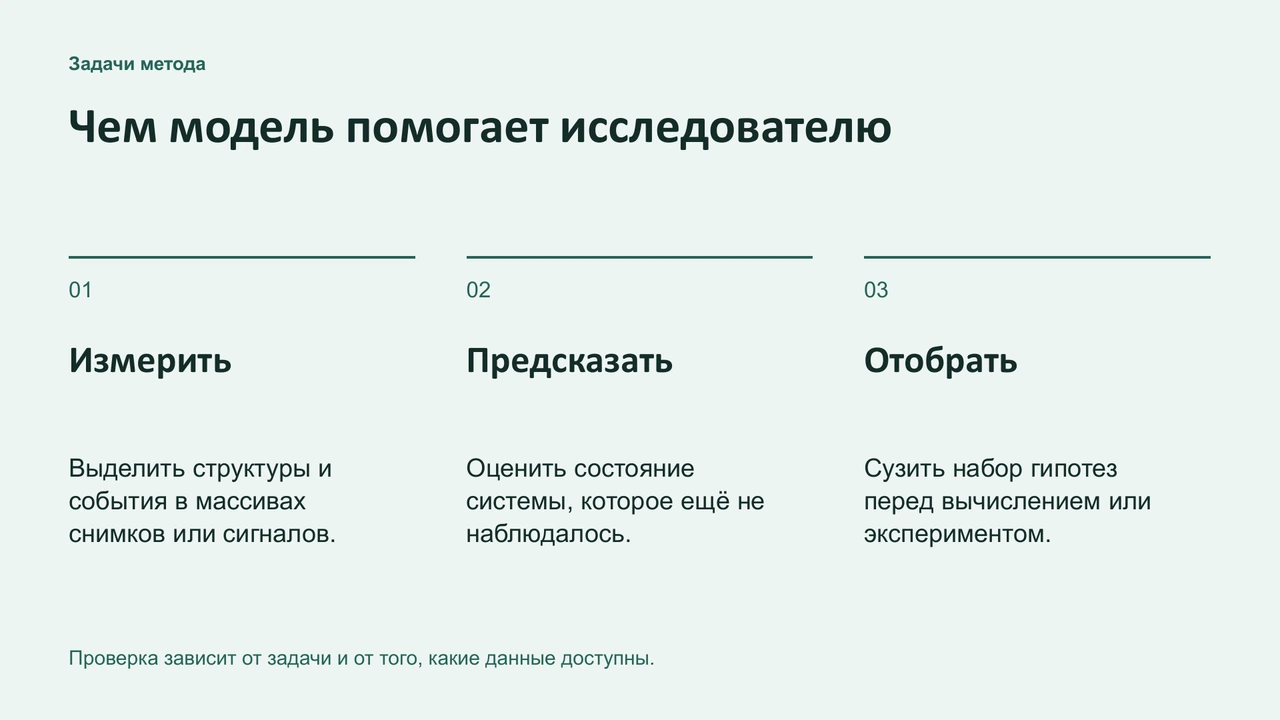 Задачи метода
Чем модель помогает исследователю
01
Измерить
Выделить структуры и
события в массивах
снимков или сигналов.
02
Предсказать
Оценить состояние
системы, которое ещё не
наблюдалось.
03
Отобрать
Сузить набор гипотез
перед вычислением или
экспериментом.
Проверка зависит от задачи и от того, какие данные доступны.